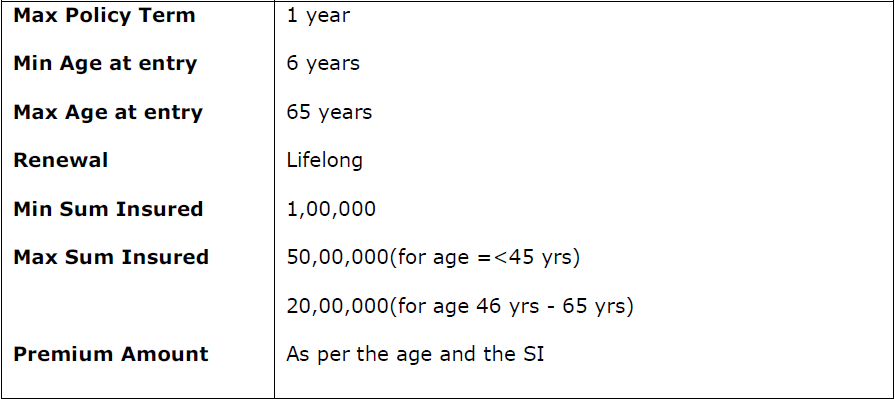 Max Policy Term 1 year
Min Age at entry 6 years
Max Age at entry 65 years
Renewal Lifelong
Min Sum Insured 1,00,000
Max Sum Insured 50,00,000(for age =<45 yrs)
20,00,000(for age 46 yrs - 65 yrs)
Premium Amount As per the age and the SI